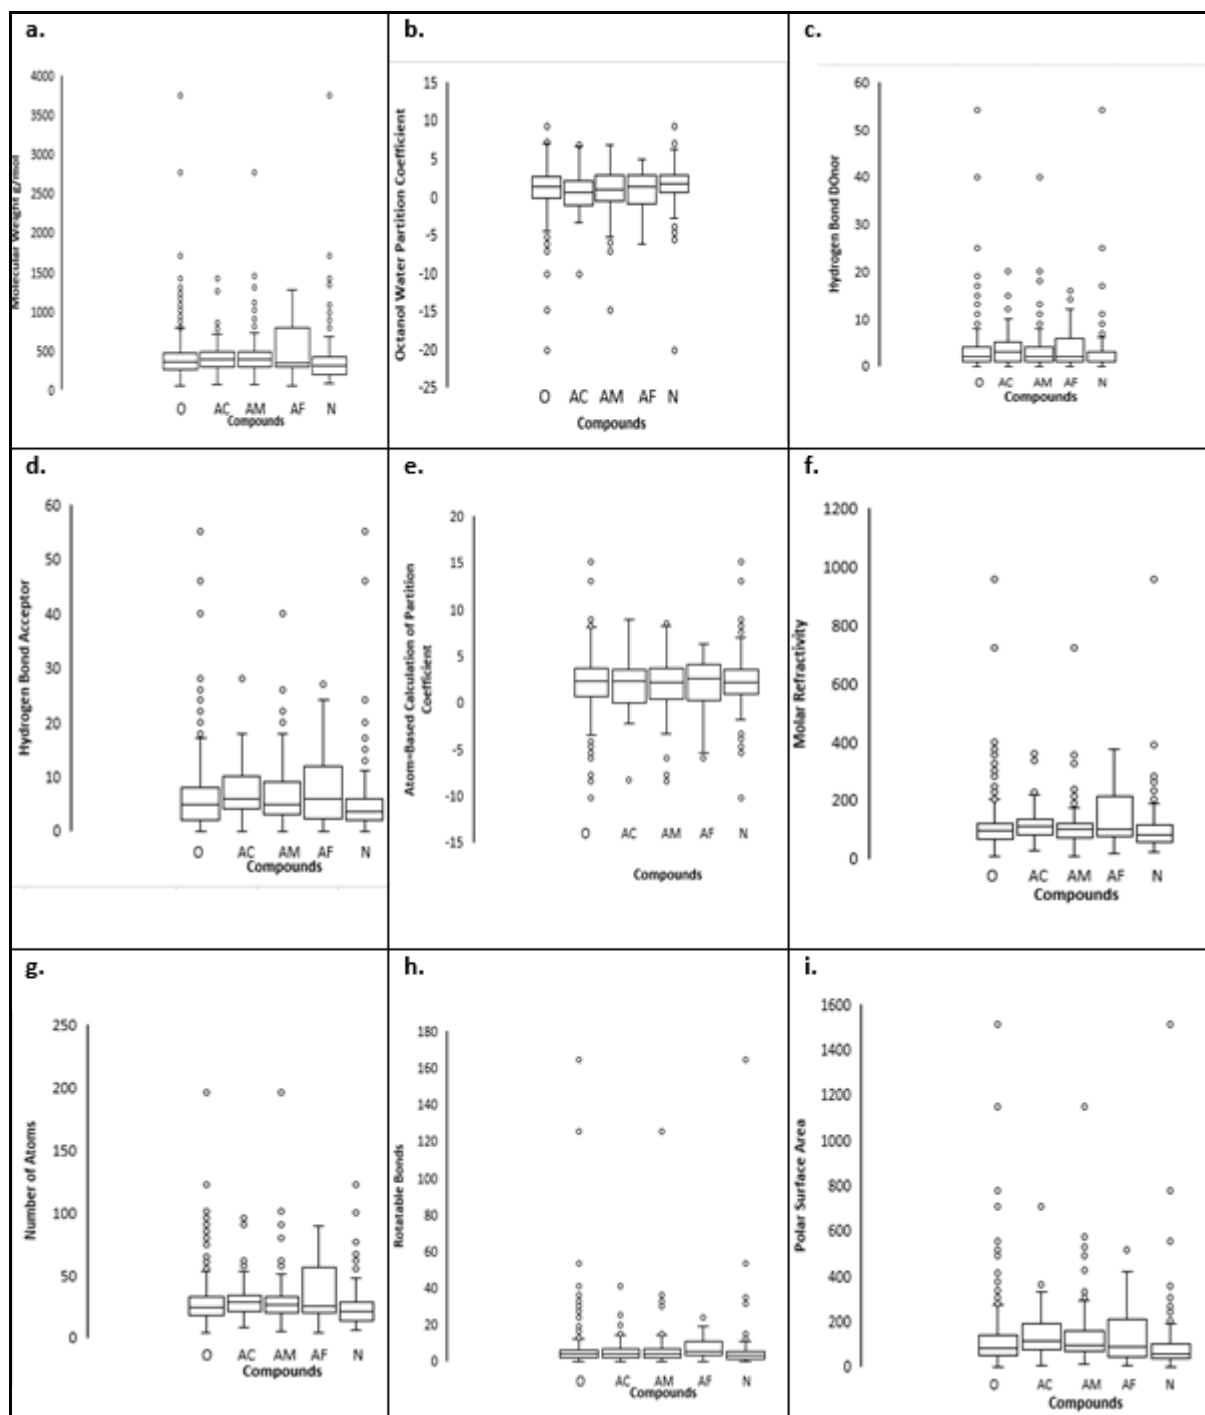 a.
Molecular Weight g/mol
4000
3500
3000
2500
2000
1500
1000
500
0
O AC AM AF N
Compounds
b.
Octanol Water Partition Coefficient
15
10
5
0
-5
-10
-15
-20
-25
O AC AM AF N
Compounds
c.
Hydrogen Bond DOnor
60
50
40
30
20
10
0
O AC AM AF N
Compounds
d.
Hydrogen Bond Acceptor
60
50
40
30
20
10
0
O AC AM AF N
Compounds
e.
Atom=Based Calculation of Partition
Coefficient
20
15
10
5
0
-5
-10
-15
O AC AM AF N
Compounds
f.
Molar Refractivity
1200
1000
800
600
400
200
0
O AC AM AF N
Compounds
g.
Number of Atoms
250
200
150
100
50
0
O AC AM AF N
Compounds
h.
Rotatable Bonds
180
160
140
120
100
80
60
40
20
0
O AC AM AF N
Compounds
i.
Polar Surface Area
1600
1400
1200
1000
800
600
400
200
0
O AC AM AF N
Compounds